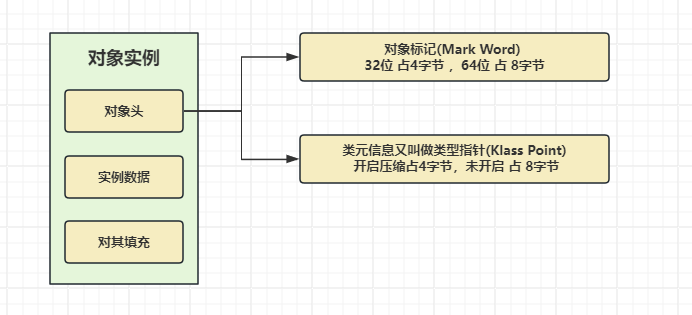 对象实例
对象头
实例数据
对其填充
对象标记(Mark Word)
32位 占4字节 ，64位 占 8字节
类元信息又叫做类型指针(Klass Point)
开启压缩占4字节，未开启 占 8字节